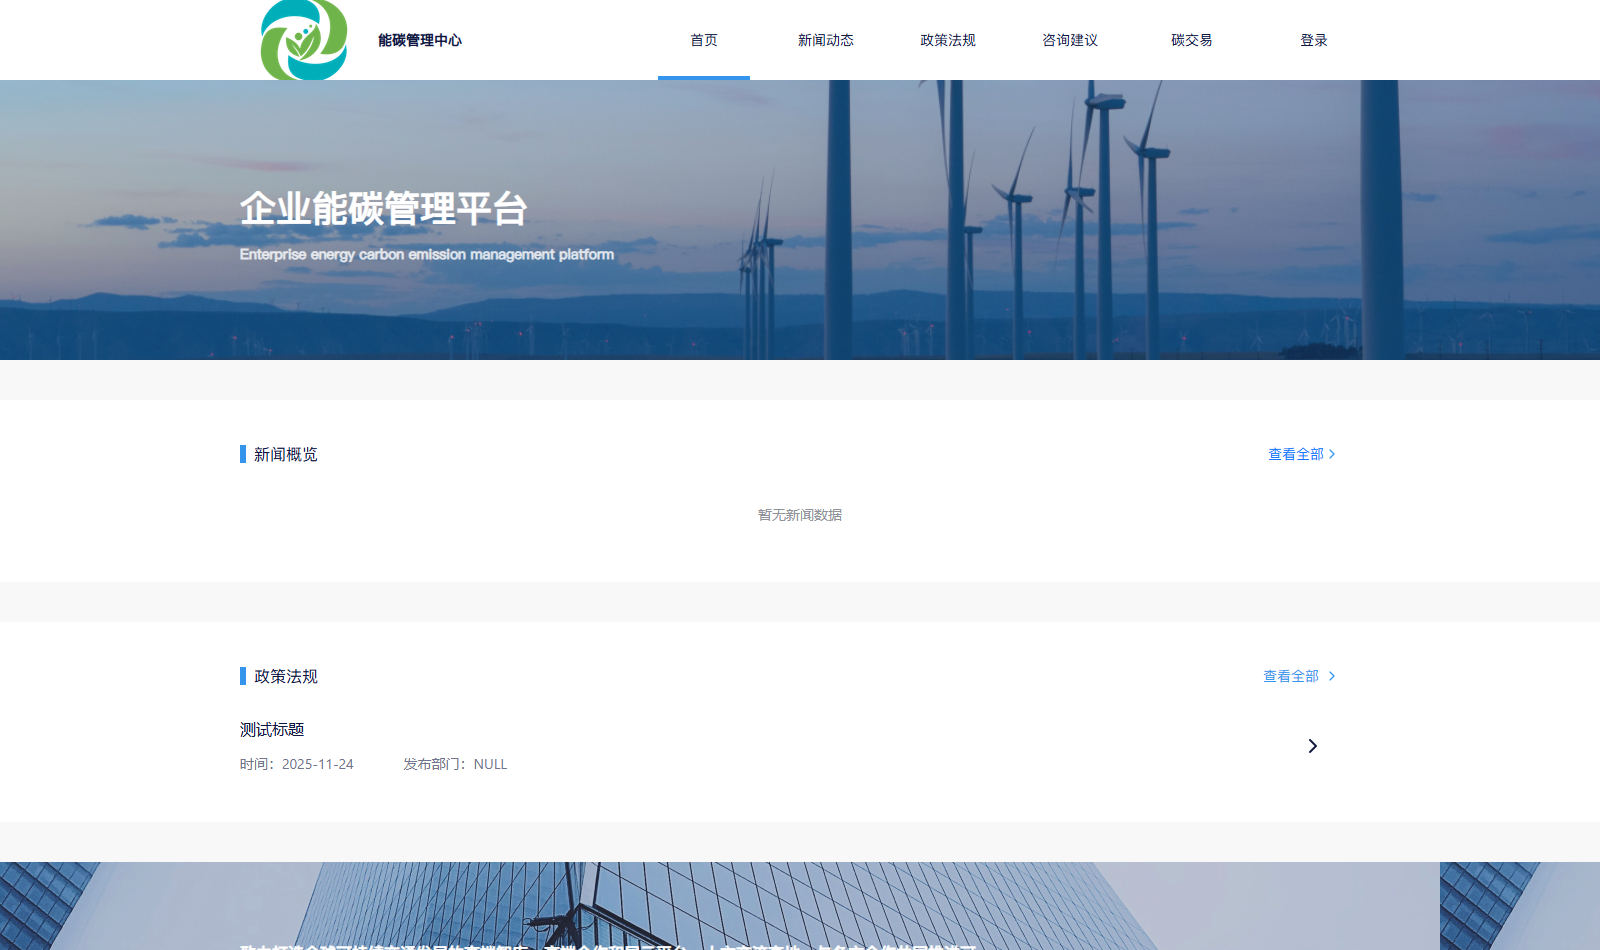 能碳管理中心
首页
新闻动态
政策法规
咨询建议
碳交易
登录
企业能碳管理平台
Enterprise energy carbon emission management platform
新闻概览
查看全部
暂无新闻数据
政策法规
查看全部
测试标题
时间：2025-11-24
发布部门：NULL